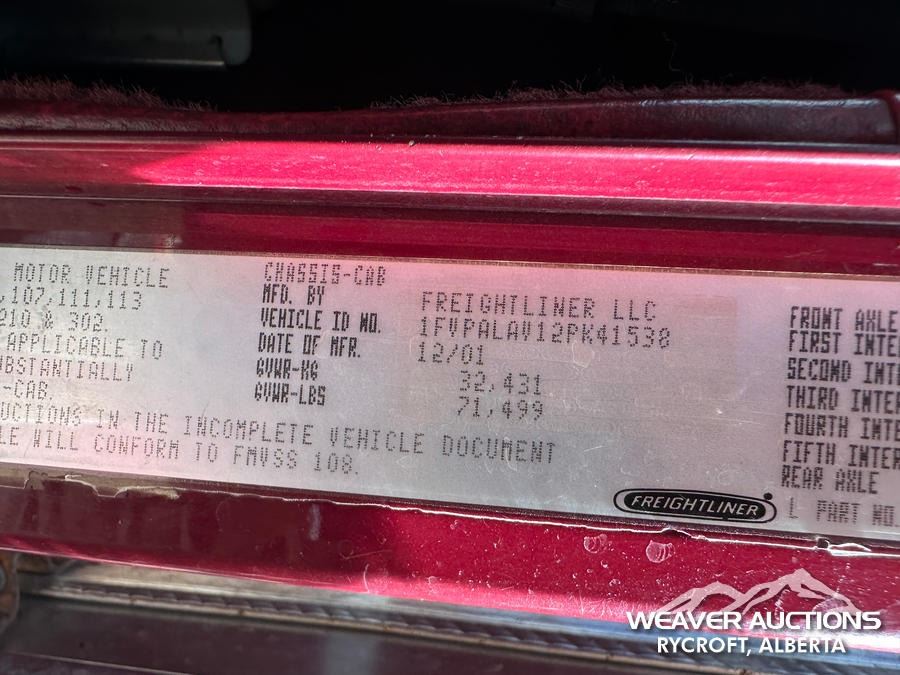 MOTOR VEHICLE
,107,111,113
210 & 302.
APPLICABLE TO
UBSTANTIALLY
-CAB.
UCTIONS IN THE INCOMPLETE VEHICLE DOCUMENT
LE WILL CONFORM TO FMVSS 108.
CHASSIS-CAB
MFD. BY FREIGHTLINER LLC
VEHICLE ID NO. 1FVPALAV12PK41538
DATE OF MFR. 12/01
GVWR-KG 32,431
GVWR-LBS 71,499
FREIGHTLINER
FRONT AXLE
FIRST INTE
SECOND INT
THIRD INTE
FOURTH INTE
FIFTH INTER
REAR AXLE
L PART NO.
WEAVER AUCTIONS
RYCROFT, ALBERTA